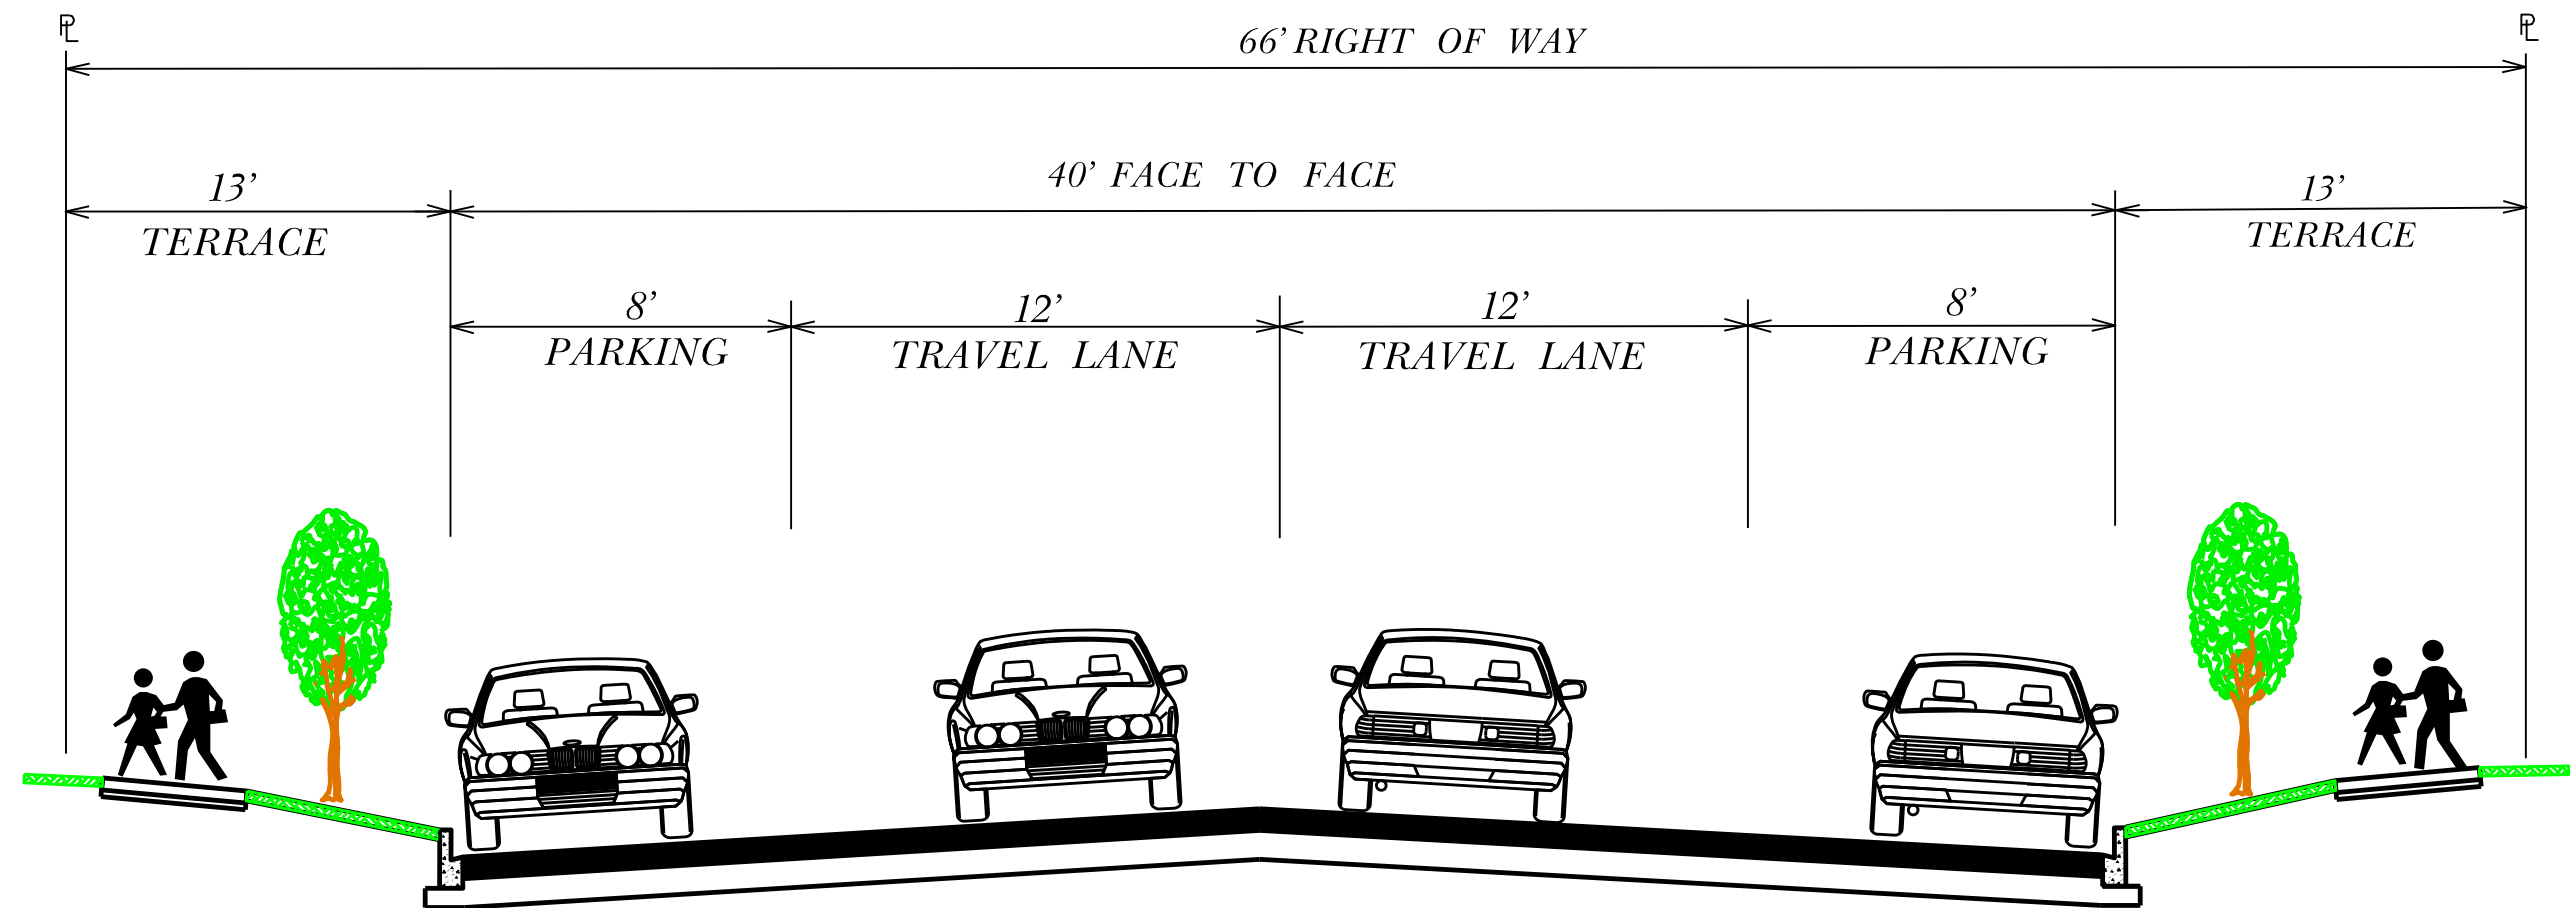 PL PL
66' RIGHT OF WAY
40' FACE TO FACE
13' 13'
TERRACE TERRACE
8' 12' 12' 8'
PARKING TRAVEL LANE TRAVEL LANE PARKING